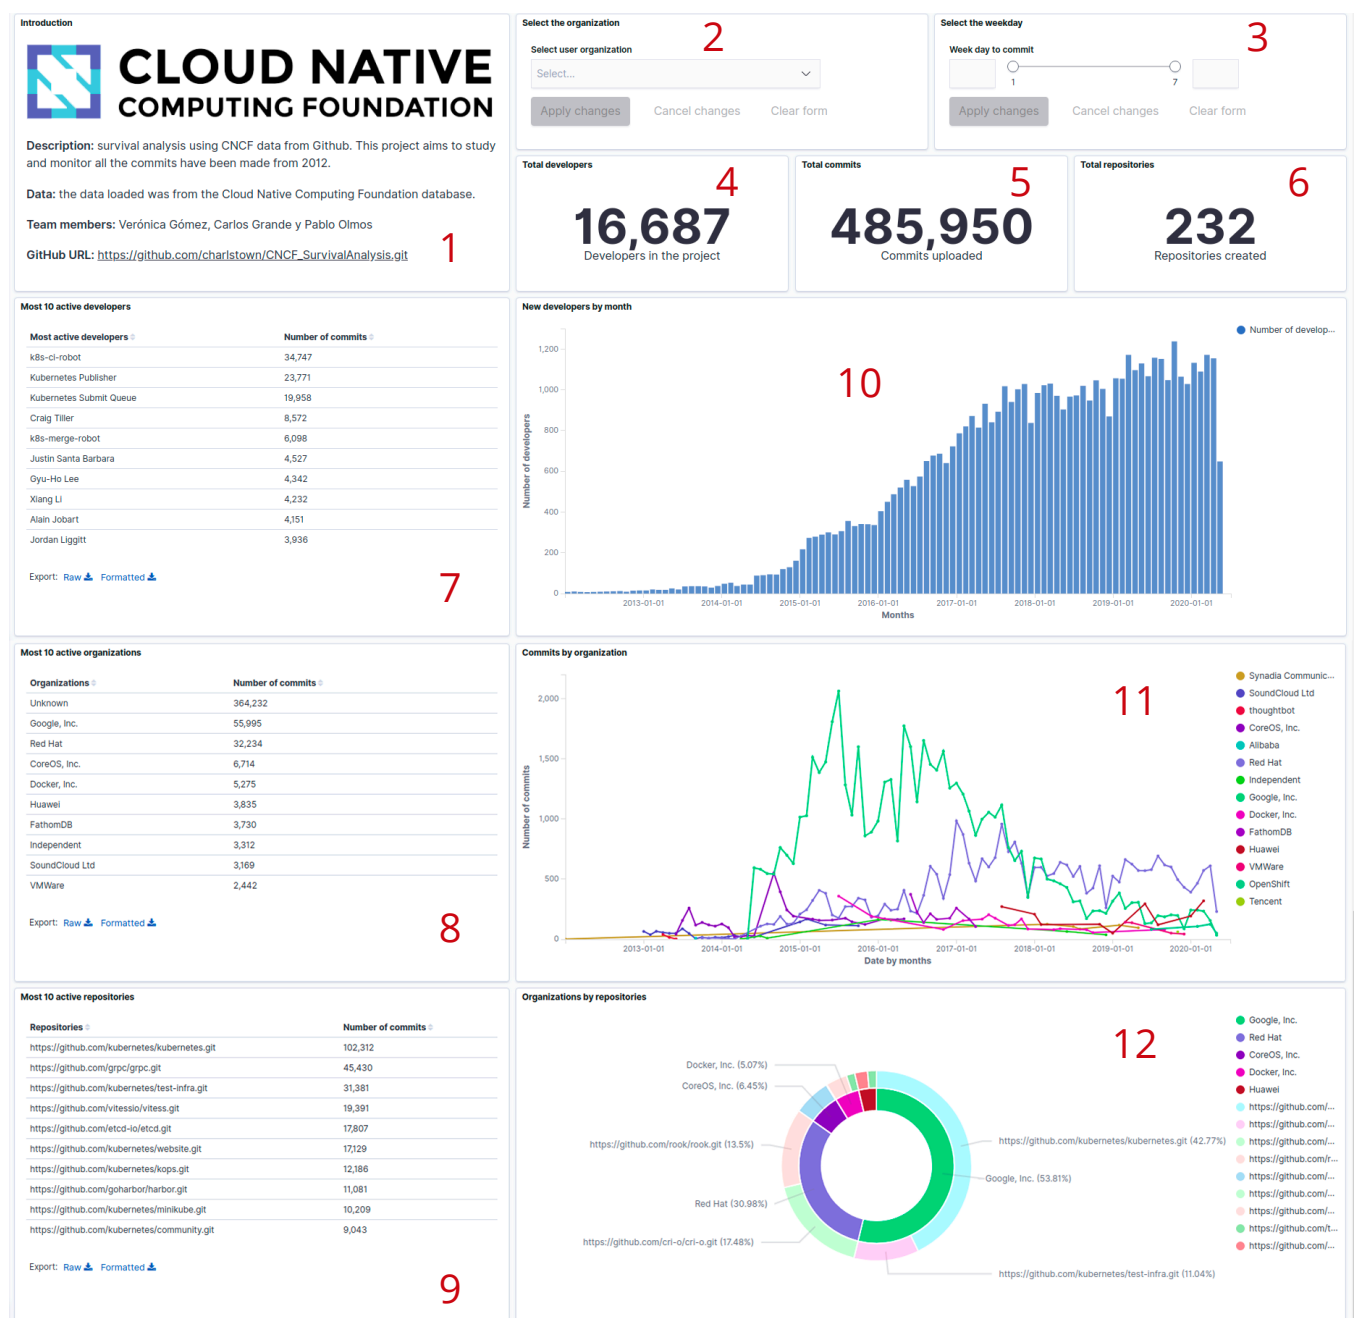 Introduction
CLOUD NATIVE
COMPUTING FOUNDATION
Description: survival analysis using CNCF data from Github. This project aims to study
and monitor all the commits have been made from 2012.
Data: the data loaded was from the Cloud Native Computing Foundation database.
Team members: Verónica Gómez, Carlos Grande y Pablo Olmos
GitHub URL: https://github.com/charlstown/CNCF_SurvivalAnalysis.git
1
Select the organization
2
Select user organization
Select...
Apply changes Cancel changes Clear form
Select the weekday
3
Week day to commit
1 7
Apply changes Cancel changes Clear form
Total developers
4
16,687
Developers in the project
Total commits
5
485,950
Commits uploaded
Total repositories
6
232
Repositories created
Most 10 active developers
Most active developers Number of commits
k8s-ci-robot 34,747
Kubernetes Publisher 23,771
Kubernetes Submit Queue 19,958
Craig Tiller 8,572
k8s-merge-robot 6,098
Justin Santa Barbara 4,527
Gyu-Ho Lee 4,342
Xiang Li 4,232
Alain Jobart 4,151
Jordan Liggitt 3,936
Export: Raw Formatted
7
New developers by month
10
Number of develop...
1,200
1,000
800
600
400
200
0
Number of developers
2013-01-01 2014-01-01 2015-01-01 2016-01-01 2017-01-01 2018-01-01 2019-01-01 2020-01-01
Months
Most 10 active organizations
Organizations Number of commits
Unknown 364,232
Google, Inc. 55,995
Red Hat 32,234
CoreOS, Inc. 6,714
Docker, Inc. 5,275
Huawei 3,835
FathomDB 3,730
Independent 3,312
SoundCloud Ltd 3,169
VMWare 2,442
Export: Raw Formatted
8
Commits by organization
11
2,000
1,500
1,000
500
0
Number of commits
2013-01-01 2014-01-01 2015-01-01 2016-01-01 2017-01-01 2018-01-01 2019-01-01 2020-01-01
Date by months
Synadia Communic...
SoundCloud Ltd
thoughtbot
CoreOS, Inc.
Alibaba
Red Hat
Independent
Google, Inc.
Docker, Inc.
FathomDB
Huawei
VMWare
OpenShift
Tencent
Most 10 active repositories
Repositories Number of commits
https://github.com/kubernetes/kubernetes.git 102,312
https://github.com/grpc/grpc.git 45,430
https://github.com/kubernetes/test-infra.git 31,381
https://github.com/vitessio/vitess.git 19,391
https://github.com/etcd-io/etcd.git 17,807
https://github.com/kubernetes/website.git 17,129
https://github.com/kubernetes/kops.git 12,186
https://github.com/goharbor/harbor.git 11,081
https://github.com/kubernetes/minikube.git 10,209
https://github.com/kubernetes/community.git 9,043
Export: Raw Formatted
9
Organizations by repositories
12
Docker, Inc. (5.07%)
CoreOS, Inc. (6.45%)
https://github.com/rook/rook.git (13.5%)
Red Hat (30.98%)
https://github.com/cri-o/cri-o.git (17.48%)
https://github.com/kubernetes/kubernetes.git (42.77%)
Google, Inc. (53.81%)
https://github.com/kubernetes/test-infra.git (11.04%)
Google, Inc.
Red Hat
CoreOS, Inc.
Docker, Inc.
Huawei
https://github.com/...
https://github.com/...
https://github.com/...
https://github.com/r...
https://github.com/...
https://github.com/...
https://github.com/...
https://github.com/t...
https://github.com/...